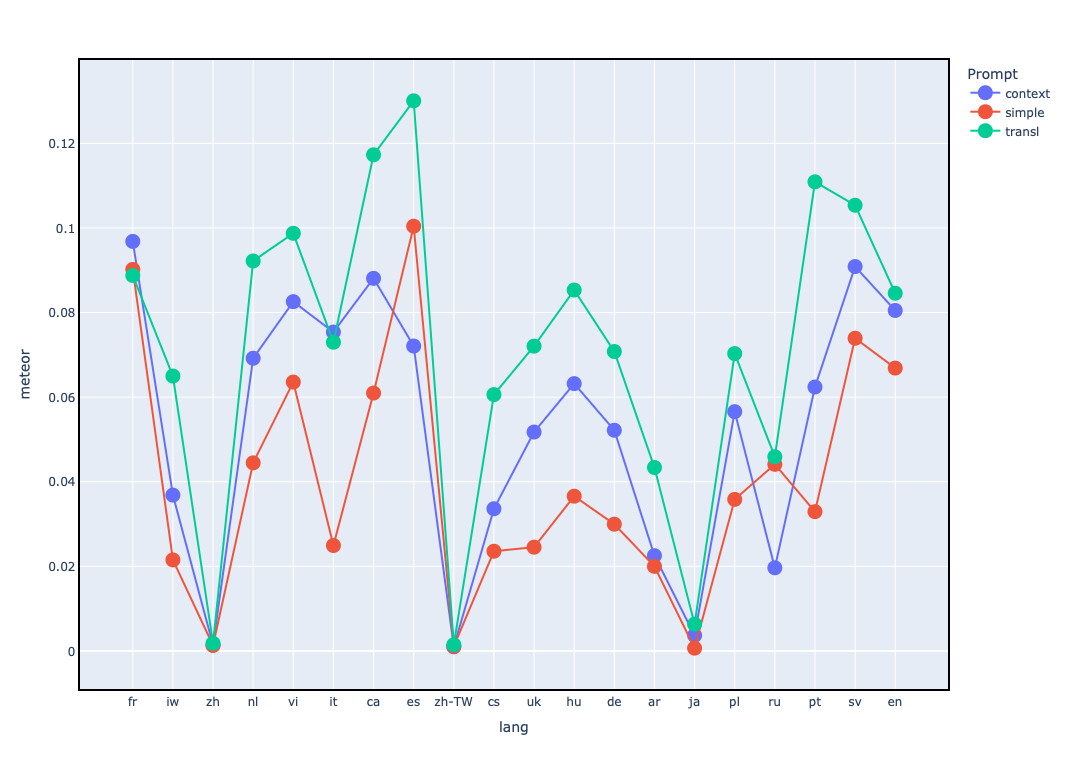 Prompt
context
simple
transl
meteor
0.12
0.1
0.08
0.06
0.04
0.02
0
fr iw zh nl vi it ca es zh-TW cs uk hu de ar ja pl ru pt sv en
lang